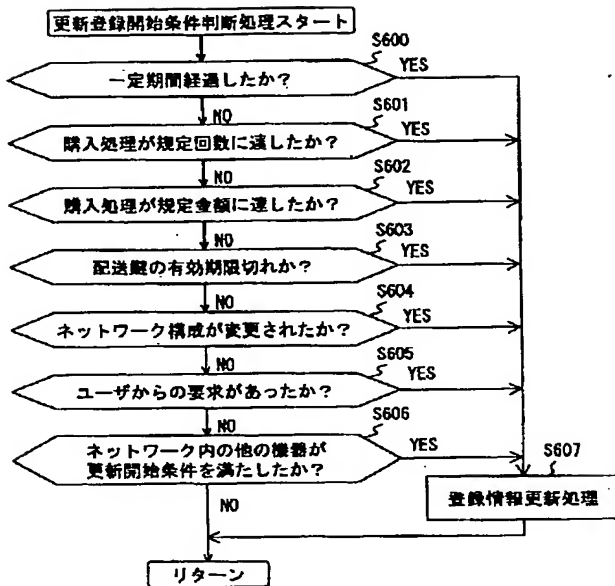 更新登録開始条件判断処理スタート
S600
一定期間経過したか?
YES
NO
S601
購入処理が規定回数に達したか?
YES
NO
S602
購入処理が規定金額に達したか?
YES
NO
S603
配送鍵の有効期限切れか?
YES
NO
S604
ネットワーク構成が変更されたか?
YES
NO
S605
ユーザからの要求があったか?
YES
NO
S606
ネットワーク内の他の機器が
更新開始条件を満たしたか?
YES
NO
S607
登録情報更新処理
リターン